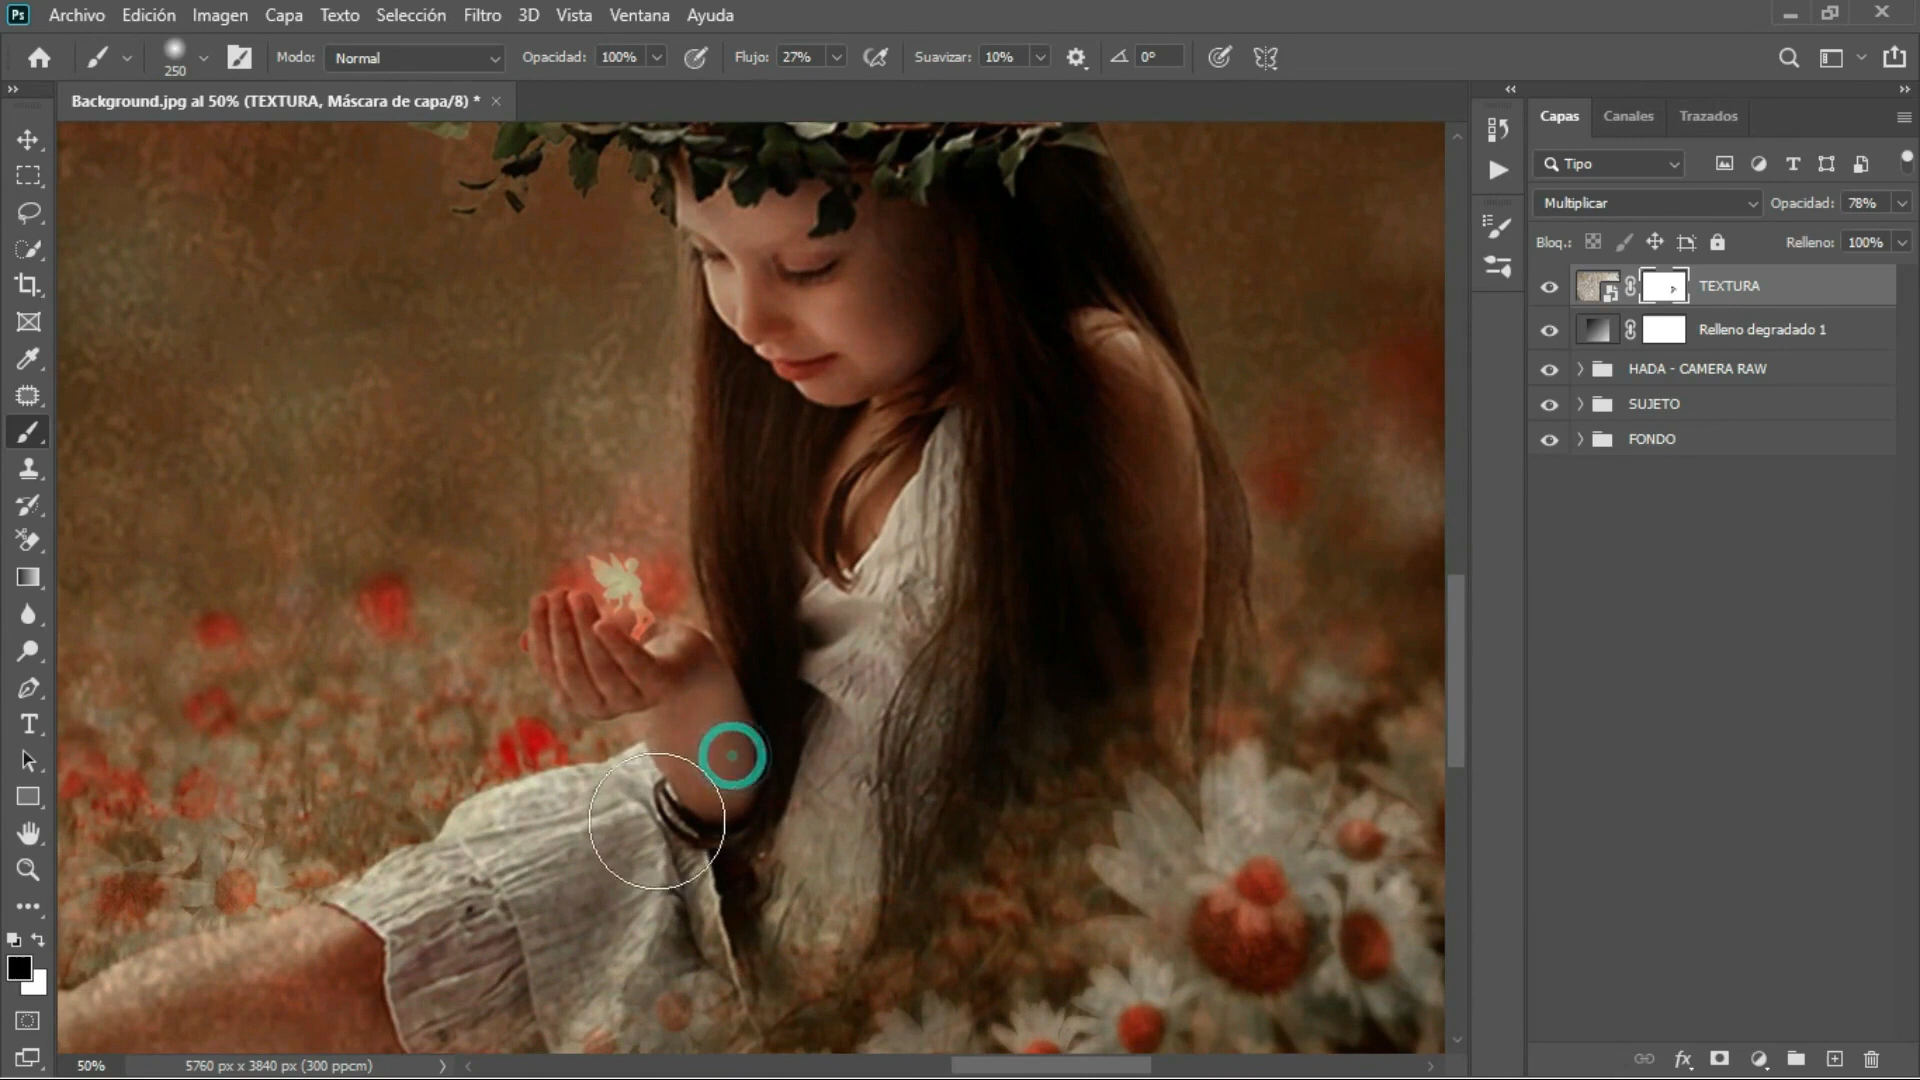 Ps Archivo Edición Imagen Capa Texto Selección Filtro 3D Vista Ventana Ayuda
250 Modo: Normal Opacidad: 100% Flujo: 27% Suavizar: 10% 0°
Background.jpg al 50% (TEXTURA, Máscara de capa/8) *
Capas Canales Trazados
Tipo
Multiplicar Opacidad: 78%
Bloq.: Relleno: 100%
TEXTURA
Relleno degradado 1
HADA - CAMERA RAW
SUJETO
FONDO
50% 5760 px x 3840 px (300 ppcm)
fx